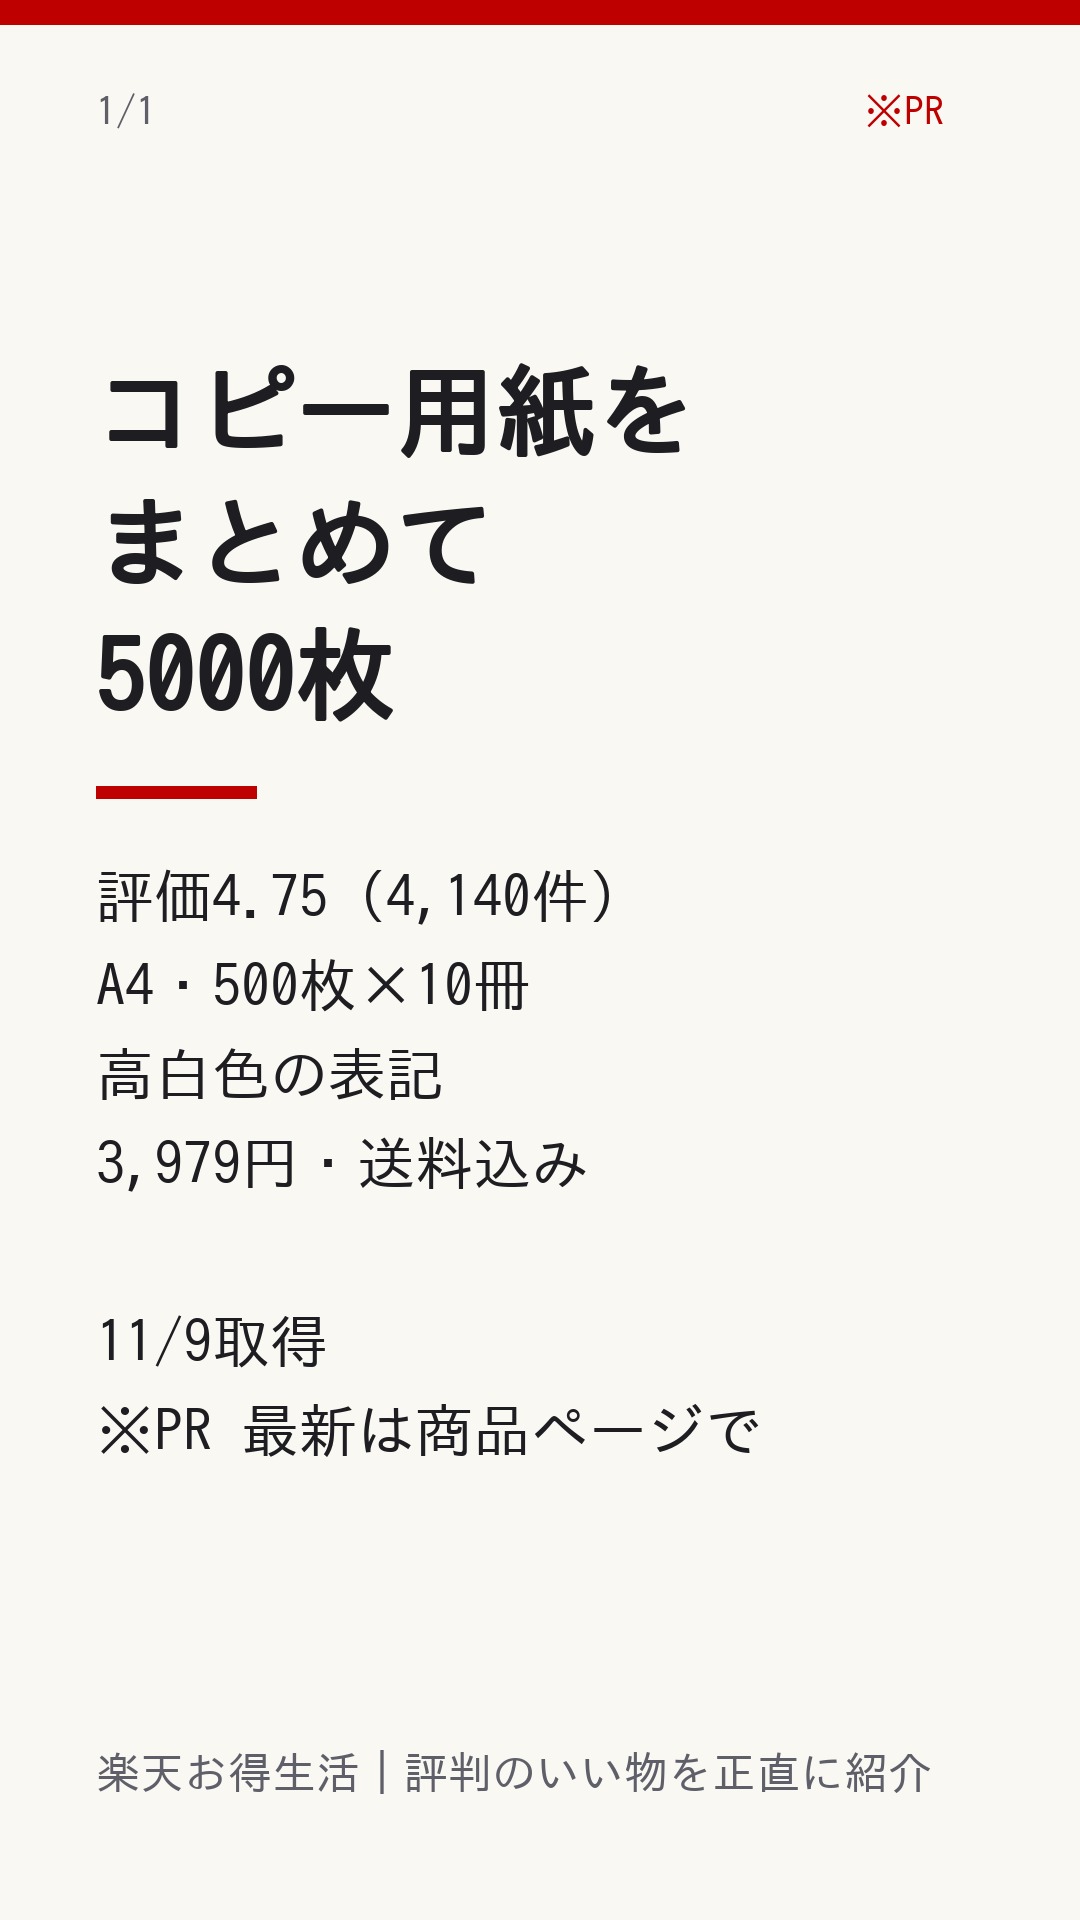 1/1
※PR
コピー用紙を
まとめて
5000枚
評価4.75（4,140件）
A4・500枚×10冊
高白色の表記
3,979円・送料込み
11/9取得
※PR 最新は商品ページで
楽天お得生活｜評判のいい物を正直に紹介